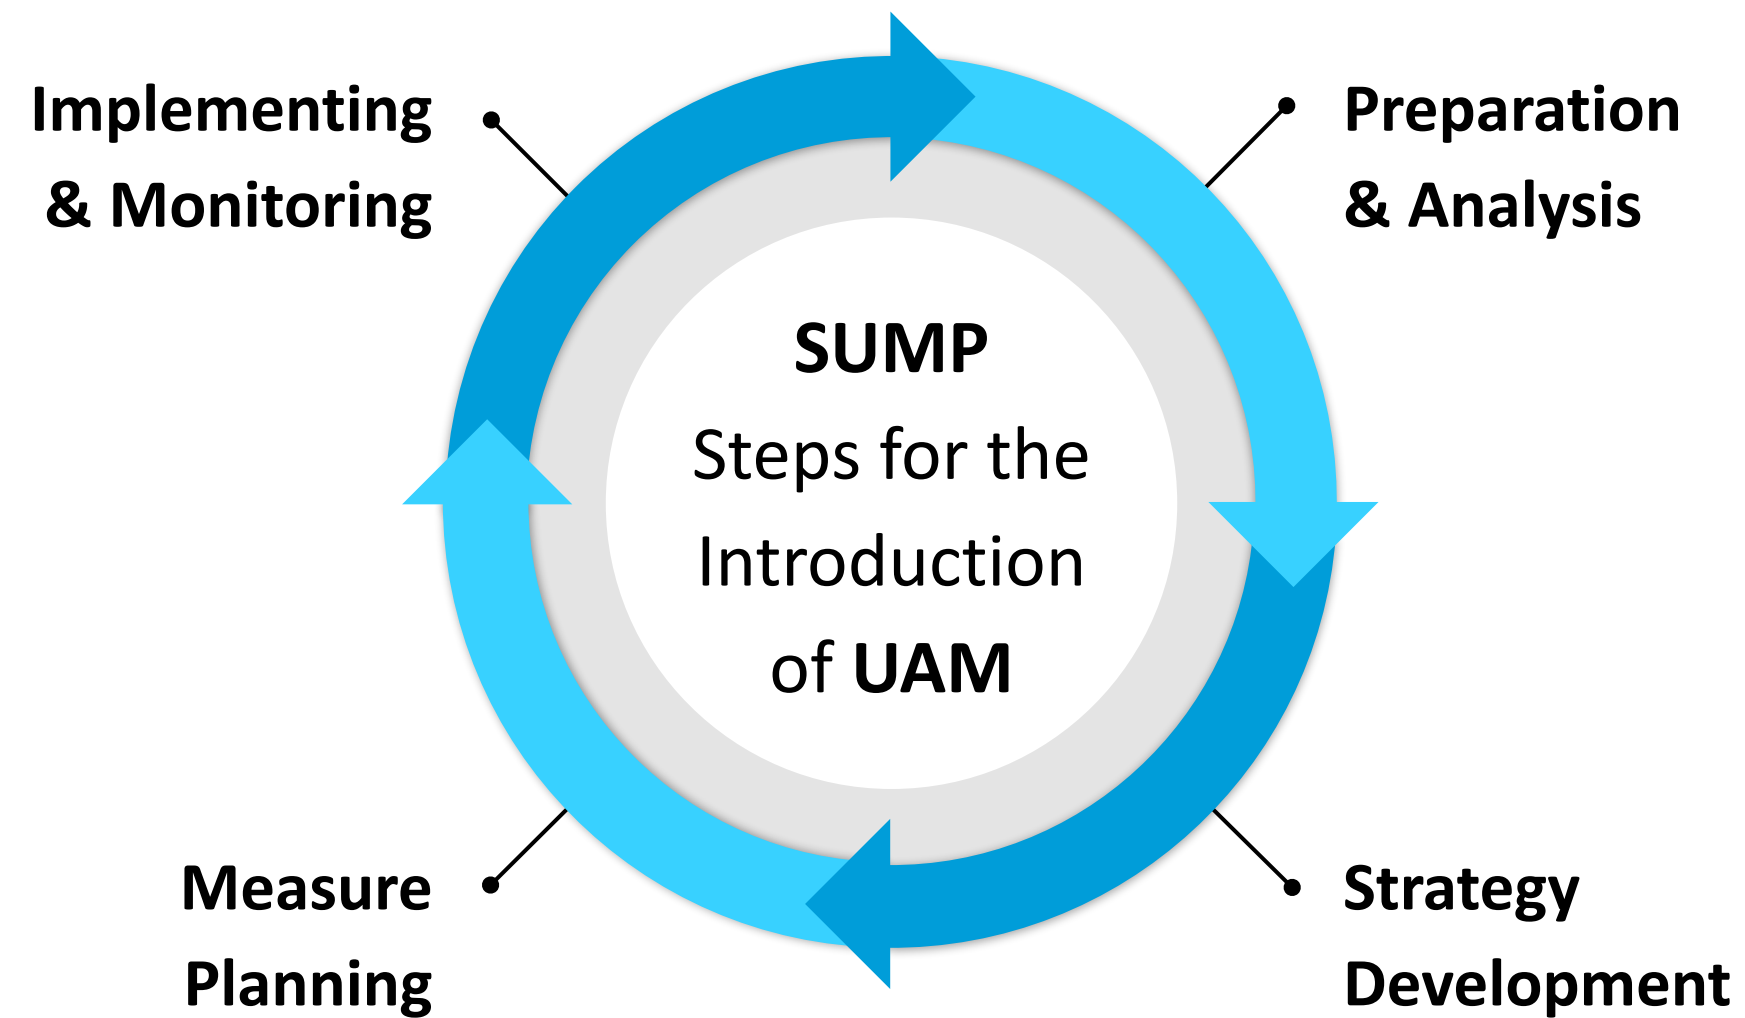 Implementing
& Monitoring
Preparation
& Analysis
SUMP
Steps for the
Introduction
of UAM
Measure
Planning
Strategy
Development